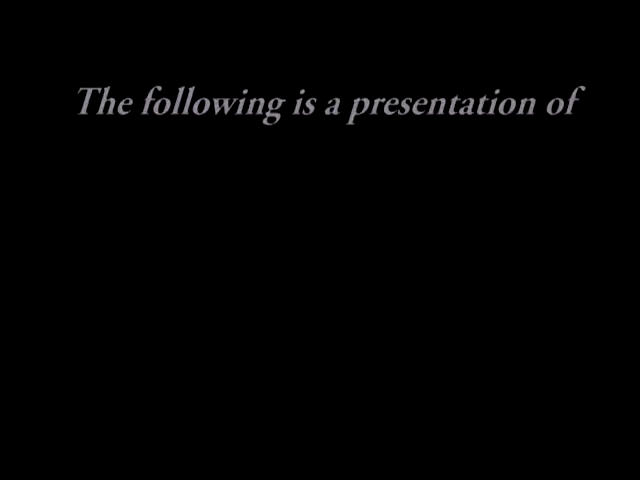 The following is a presentation of